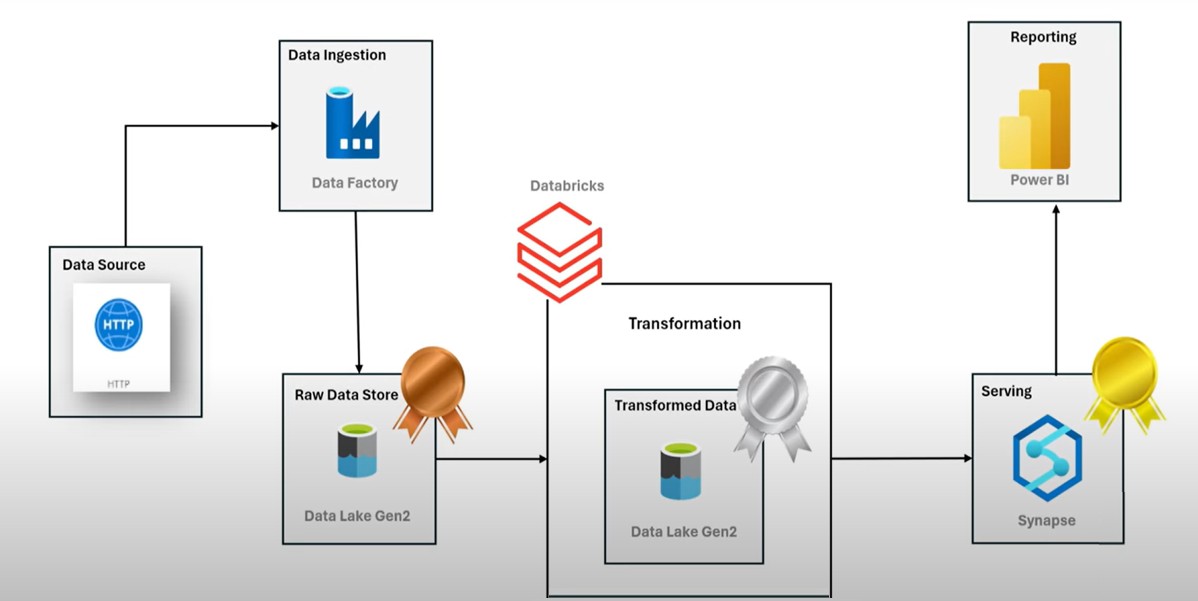 Data Source
HTTP
HTTP
Data Ingestion
Data Factory
Raw Data Store
Data Lake Gen2
Databricks
Transformation
Transformed Data
Data Lake Gen2
Serving
Synapse
Reporting
Power BI